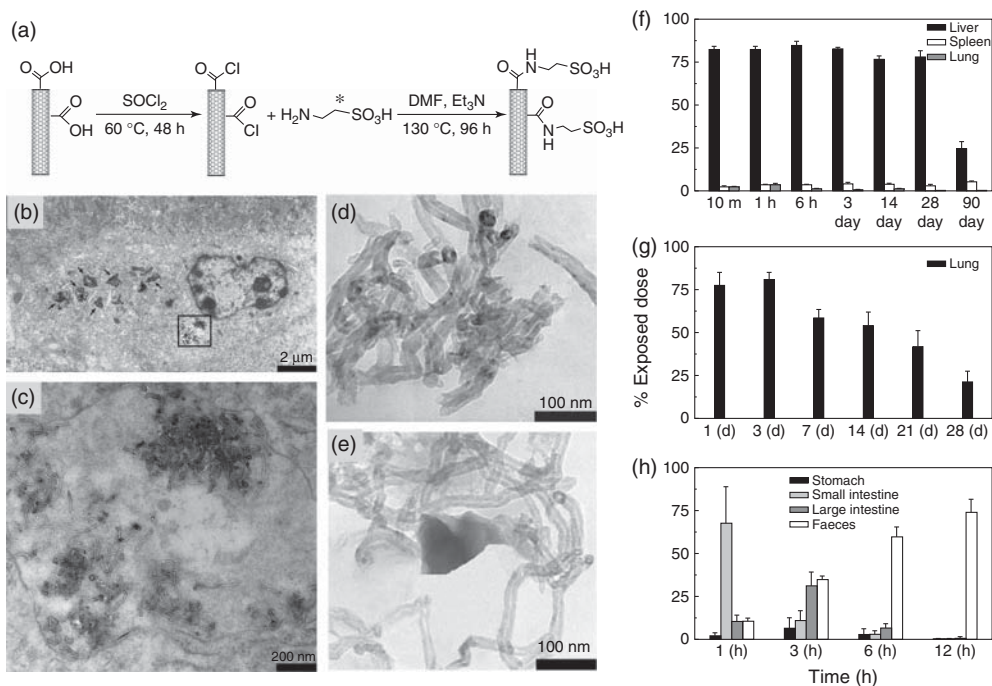 (a)
OH
O
O
OH
SOCl2
60 °C, 48 h
O
Cl
O
Cl
+ H2N
*
SO3H
DMF, Et3N
130 °C, 96 h
O
H
N
SO3H
O
N
H
SO3H
(b)
2 μm
(c)
200 nm
(d)
100 nm
(e)
100 nm
(f)
100
75
50
25
0
Liver
Spleen
Lung
10 m 1 h 6 h 3 day 14 day 28 day 90 day
(g)
% Exposed dose
100
75
50
25
0
Lung
1 (d) 3 (d) 7 (d) 14 (d) 21 (d) 28 (d)
(h)
100
75
50
25
0
Stomach
Small intestine
Large intestine
Faeces
1 (h) 3 (h) 6 (h) 12 (h)
Time (h)